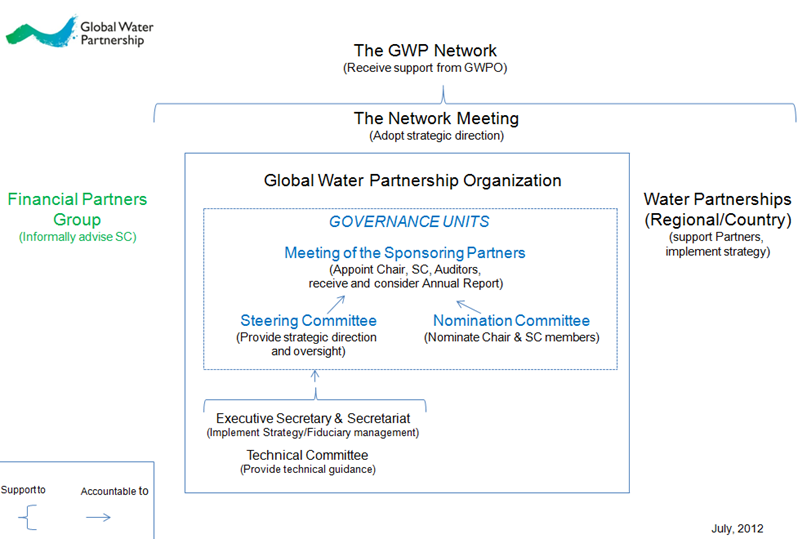 Global Water
Partnership
The GWP Network
(Receive support from GWPO)
The Network Meeting
(Adopt strategic direction)
Global Water Partnership Organization
Financial Partners
Group
(Informally advise SC)
Water Partnerships
(Regional/Country)
(support Partners,
implement strategy)
GOVERNANCE UNITS
Meeting of the Sponsoring Partners
(Appoint Chair, SC, Auditors,
receive and consider Annual Report)
Steering Committee
(Provide strategic direction
and oversight)
Nomination Committee
(Nominate Chair & SC members)
Executive Secretary & Secretariat
(Implement Strategy/Fiduciary management)
Technical Committee
(Provide technical guidance)
Support to
Accountable to
July, 2012